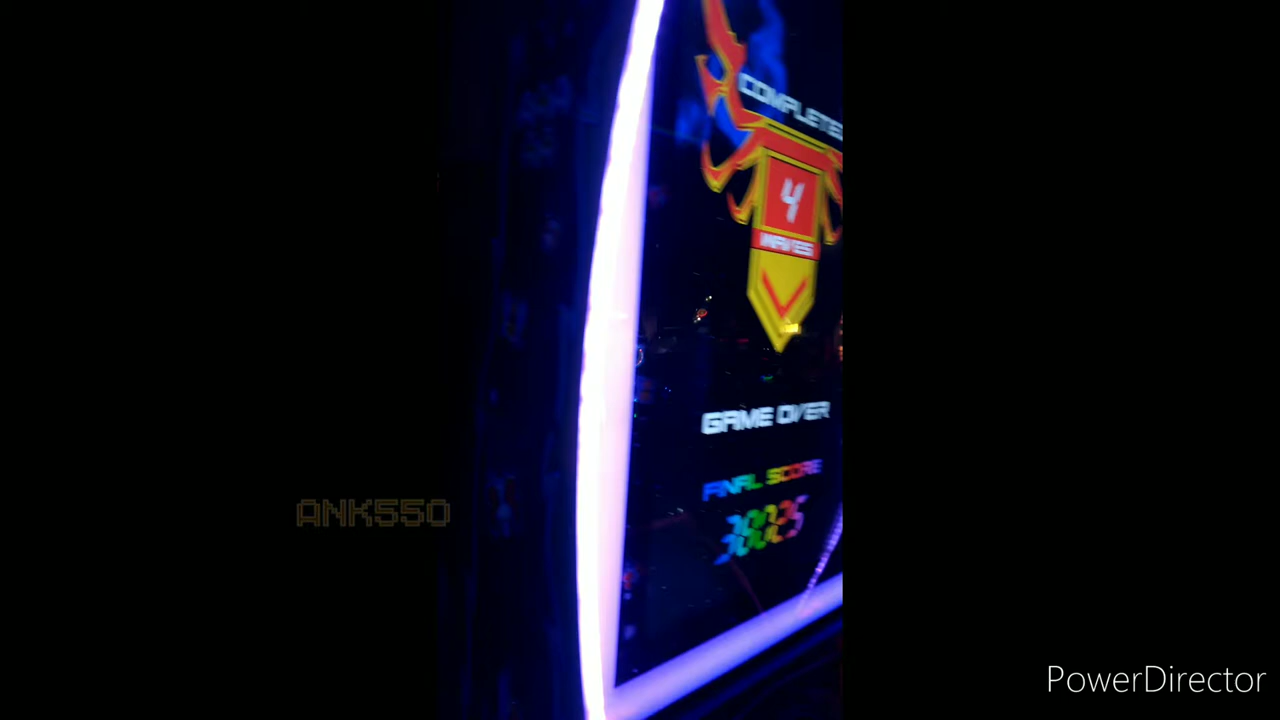 COMPLETED
4
WAVES
GAME OVER
FINAL SCORE
ANK550
PowerDirector